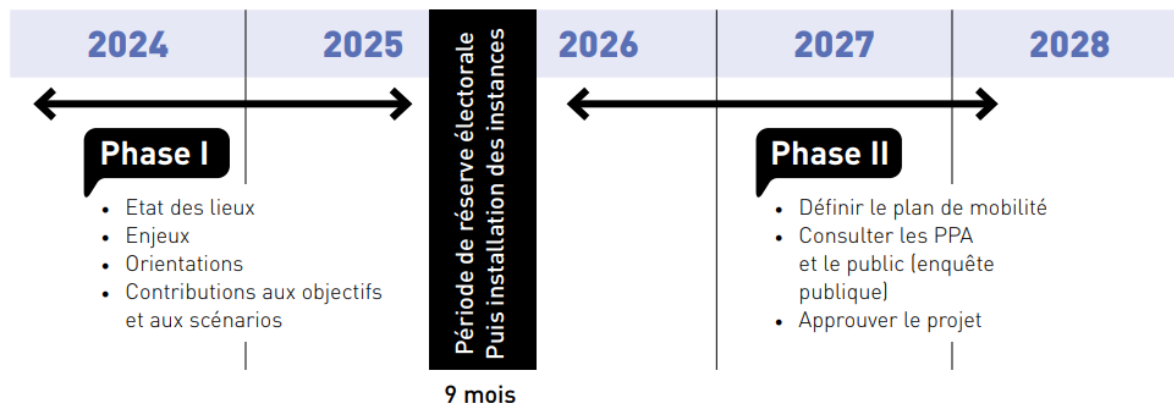 2024
2025
2026
2027
2028
Période de réserve électorale
Puis installation des instances
9 mois
Phase I
• Etat des lieux
• Enjeux
• Orientations
• Contributions aux objectifs
et aux scénarios
Phase II
• Définir le plan de mobilité
• Consulter les PPA
et le public (enquête
publique)
• Approuver le projet